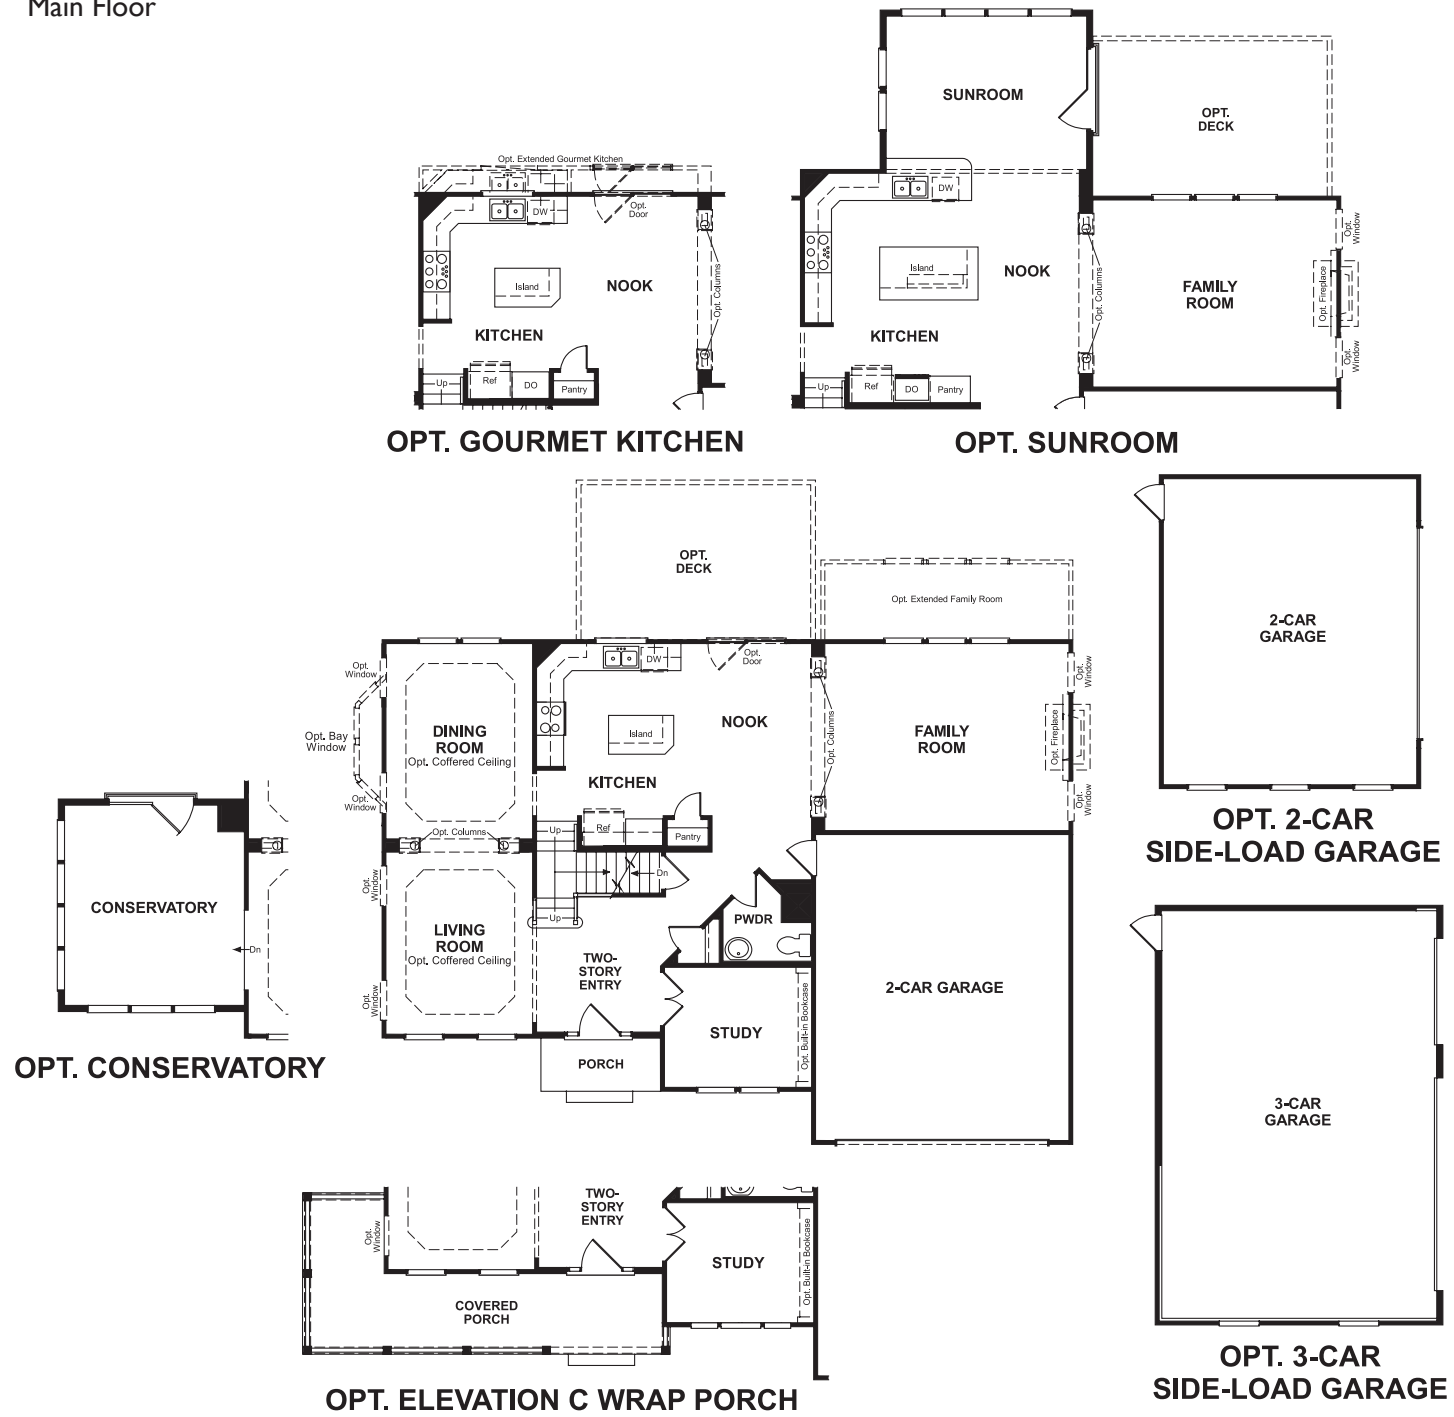 Main Floor
Opt. Extended Gourmet Kitchen
DW
Opt.
Door
Island
NOOK
Opt. Columns
KITCHEN
Up
Ref
DO
Pantry
OPT. GOURMET KITCHEN
SUNROOM
OPT.
DECK
DW
Opt.
Window
Island
NOOK
Opt. Columns
FAMILY
ROOM
Opt. Fireplace
KITCHEN
Opt.
Window
Up
Ref
DO
Pantry
OPT. SUNROOM
OPT.
DECK
Opt. Extended Family Room
Opt.
Window
DW
Opt.
Door
Opt.
Window
DINING
ROOM
Opt. Coffered Ceiling
Opt. Bay
Window
Island
NOOK
Opt. Columns
FAMILY
ROOM
Opt. Fireplace
KITCHEN
Opt.
Window
Opt.
Window
Opt. Columns
Up
Ref
Pantry
Dn
Up
Opt.
Window
LIVING
ROOM
Opt. Coffered Ceiling
Opt.
Window
PWDR
TWO-
STORY
ENTRY
STUDY
Opt. Built-in Bookcase
2-CAR GARAGE
PORCH
CONSERVATORY
Dn
OPT. CONSERVATORY
2-CAR
GARAGE
OPT. 2-CAR
SIDE-LOAD GARAGE
3-CAR
GARAGE
OPT. 3-CAR
SIDE-LOAD GARAGE
TWO-
STORY
ENTRY
Opt.
Window
STUDY
Opt. Built-in Bookcase
COVERED
PORCH
OPT. ELEVATION C WRAP PORCH